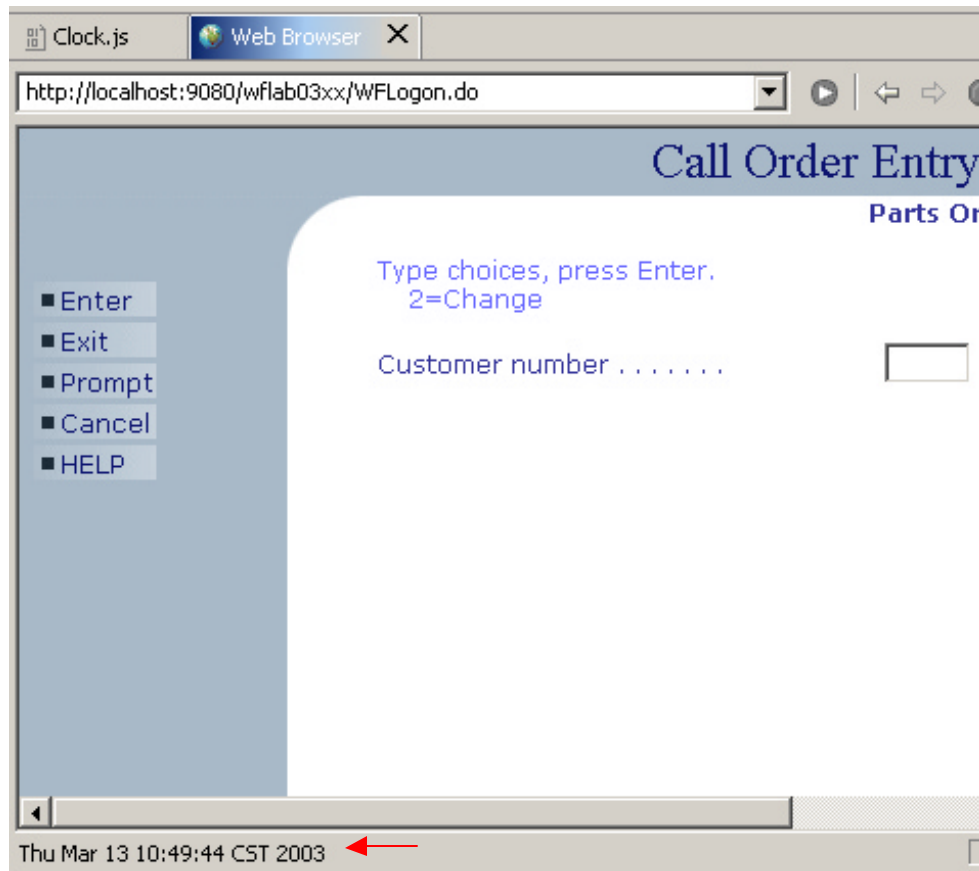 Clock.js
Web Browser
http://localhost:9080/wflab03xx/WFLogon.do
Call Order Entry
Parts
Type choices, press Enter.
2=Change
Enter
Exit
Prompt
Cancel
HELP
Customer number . . . . . . .
Thu Mar 13 10:49:44 CST 2003